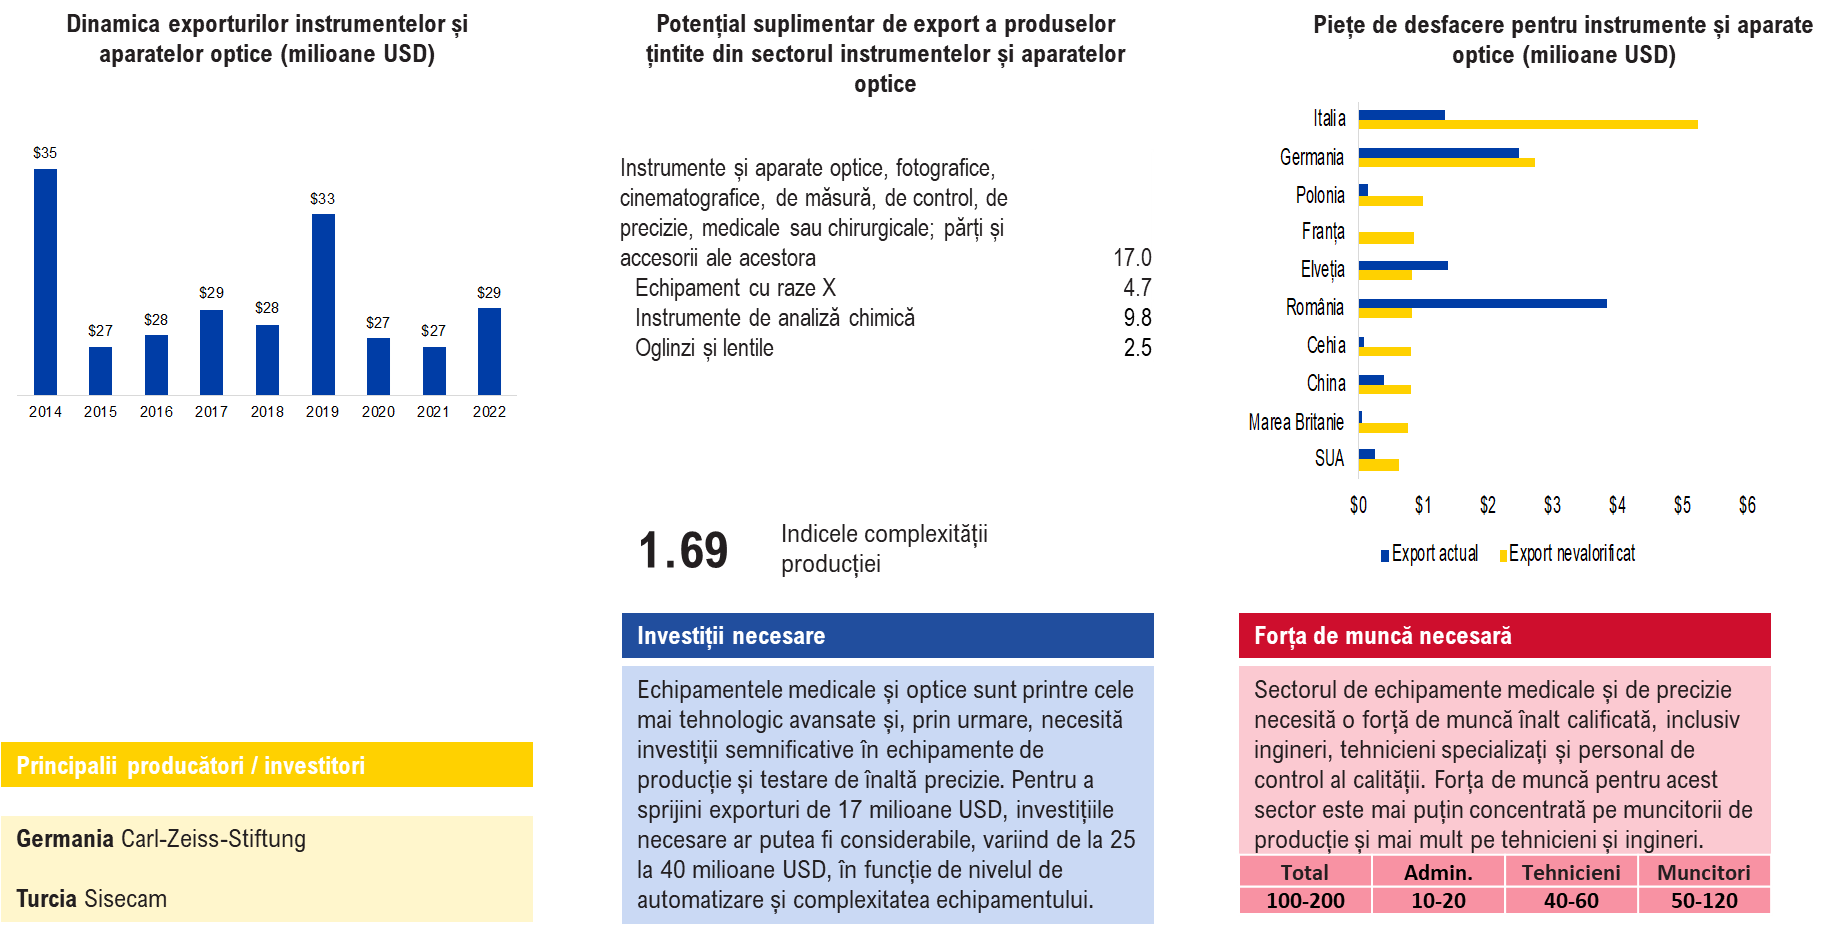 Dinamica exporturilor instrumentelor și
aparatelor optice (milioane USD)
$35
$27
$28
$29
$28
$33
$27
$27
$29
2014 2015 2016 2017 2018 2019 2020 2021 2022
Principalii producători / investitori
Germania Carl-Zeiss-Stiftung
Turcia Sisecam
Potențial suplimentar de export a produselor
țintite din sectorul instrumentelor și aparatelor
optice
Instrumente și aparate optice, fotografice,
cinematografice, de măsură, de control, de
precizie, medicale sau chirurgicale; părți și
accesorii ale acestora 17.0
Echipament cu raze X 4.7
Instrumente de analiză chimică 9.8
Oglinzi și lentile 2.5
1.69
Indicele complexității
producției
Investiții necesare
Echipamentele medicale și optice sunt printre cele
mai tehnologic avansate și, prin urmare, necesită
investiții semnificative în echipamente de
producție și testare de înaltă precizie. Pentru a
sprijini exporturi de 17 milioane USD, investițiile
necesare ar putea fi considerabile, variind de la 25
la 40 milioane USD, în funcție de nivelul de
automatizare și complexitatea echipamentului.
Piețe de desfacere pentru instrumente și aparate
optice (milioane USD)
Italia
Germania
Polonia
Franța
Elveția
România
Cehia
China
Marea Britanie
SUA
$0 $1 $2 $3 $4 $5 $6
Export actual Export nevalorificat
Forța de muncă necesară
Sectorul de echipamente medicale și de precizie
necesită o forță de muncă înalt calificată, inclusiv
ingineri, tehnicieni specializați și personal de
control al calității. Forța de muncă pentru acest
sector este mai puțin concentrată pe muncitorii de
producție și mai mult pe tehnicieni și ingineri.
Total Admin. Tehnicieni Muncitori
100-200 10-20 40-60 50-120